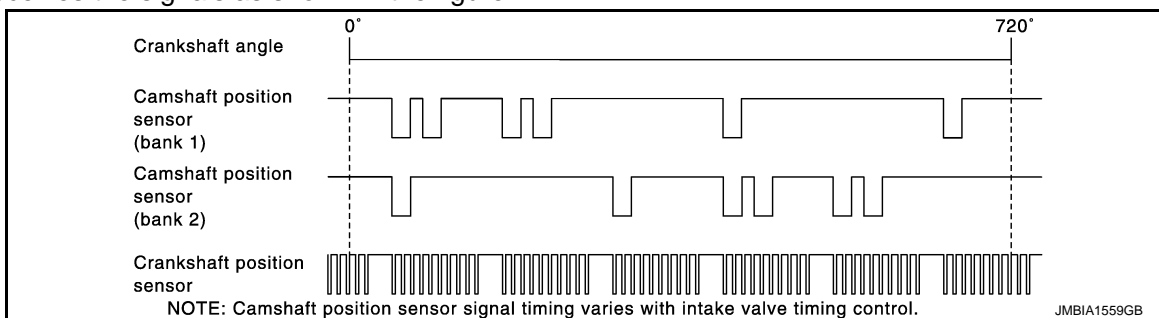 0˚ 720˚
Crankshaft angle
Camshaft position
sensor
(bank 1)
Camshaft position
sensor
(bank 2)
Crankshaft position
sensor
NOTE: Camshaft position sensor signal timing varies with intake valve timing control.
JMBIA1559GB